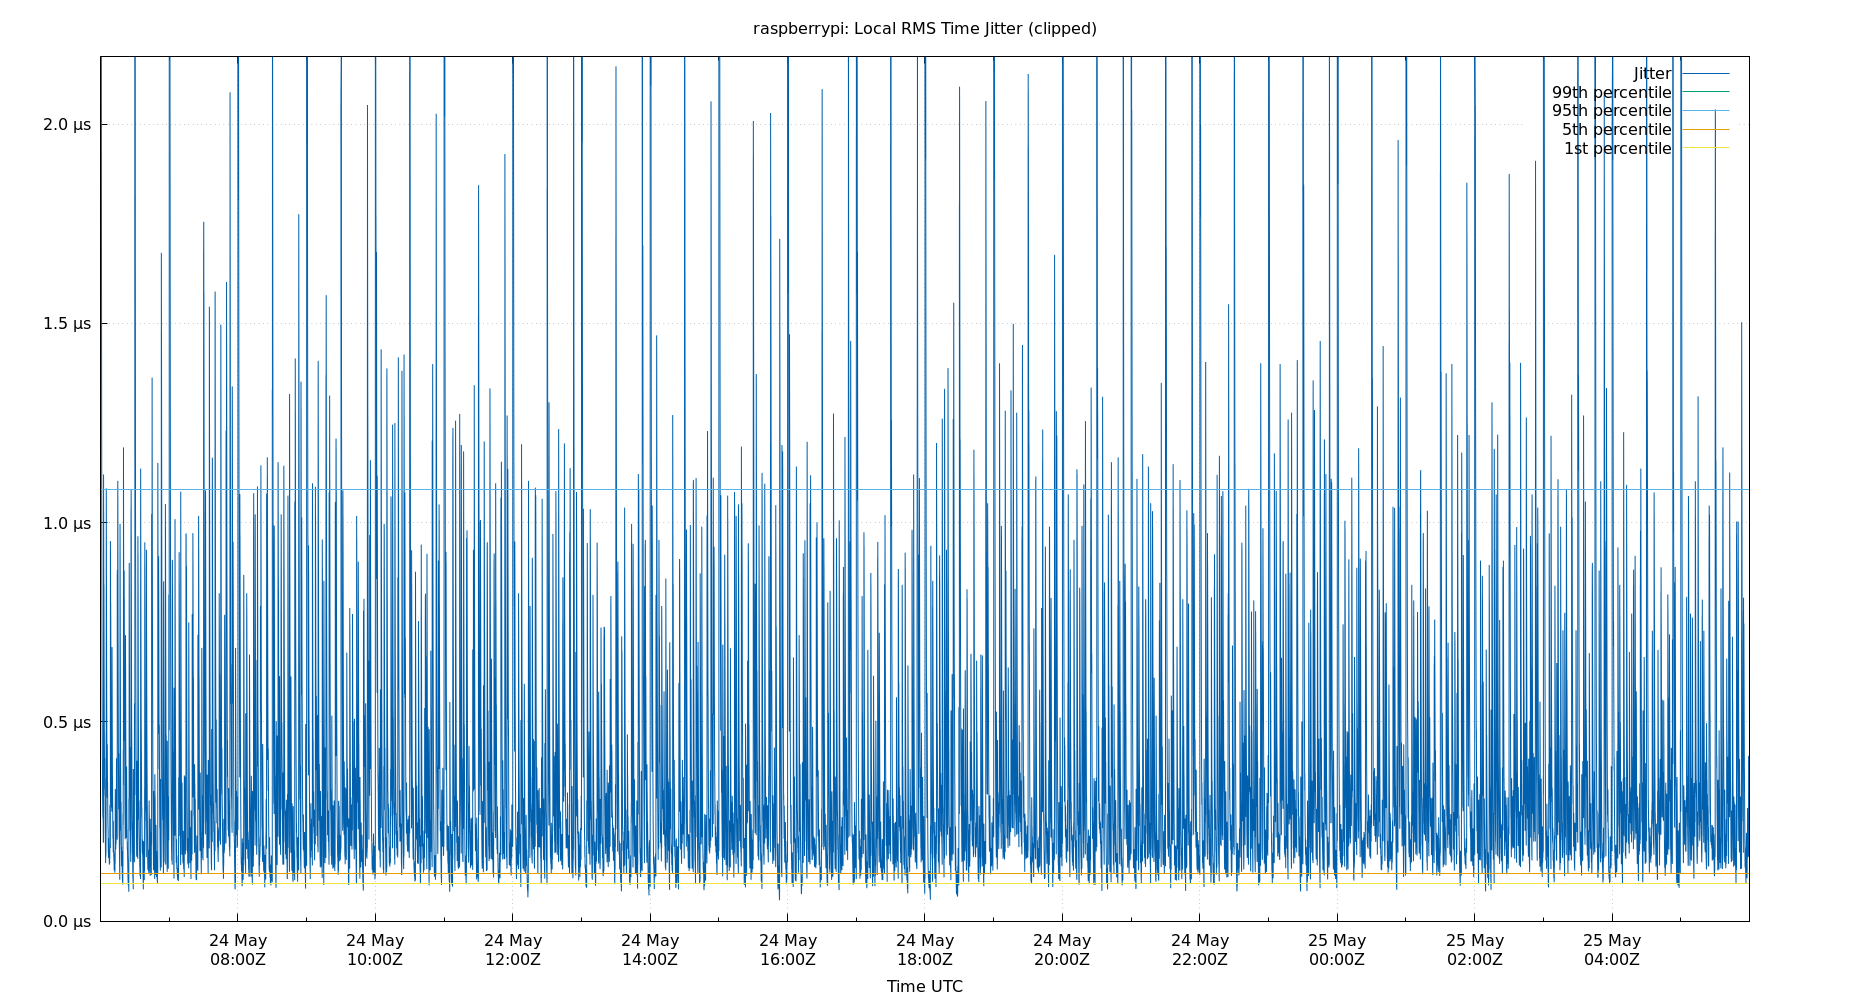 raspberrypi: Local RMS Time Jitter (clipped)
Jitter
99th percentile
95th percentile
5th percentile
1st percentile
2.0 µs
1.5 µs
1.0 µs
0.5 µs
0.0 µs
24 May 24 May 24 May 24 May 24 May 24 May 24 May 24 May 25 May 25 May 25 May
08:00Z 10:00Z 12:00Z 14:00Z 16:00Z 18:00Z 20:00Z 22:00Z 00:00Z 02:00Z 04:00Z
Time UTC